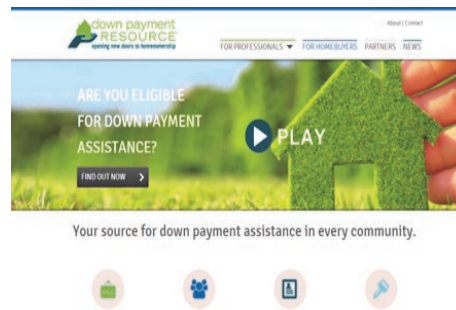 About | Contact
down payment
RESOURCE
opening new doors to homeownership
FOR PROFESSIONALS FOR HOMEBUYERS PARTNERS NEWS
ARE YOU ELIGIBLE
FOR DOWN PAYMENT
ASSISTANCE?
PLAY
FIND OUT NOW
Your source for down payment assistance in every community.